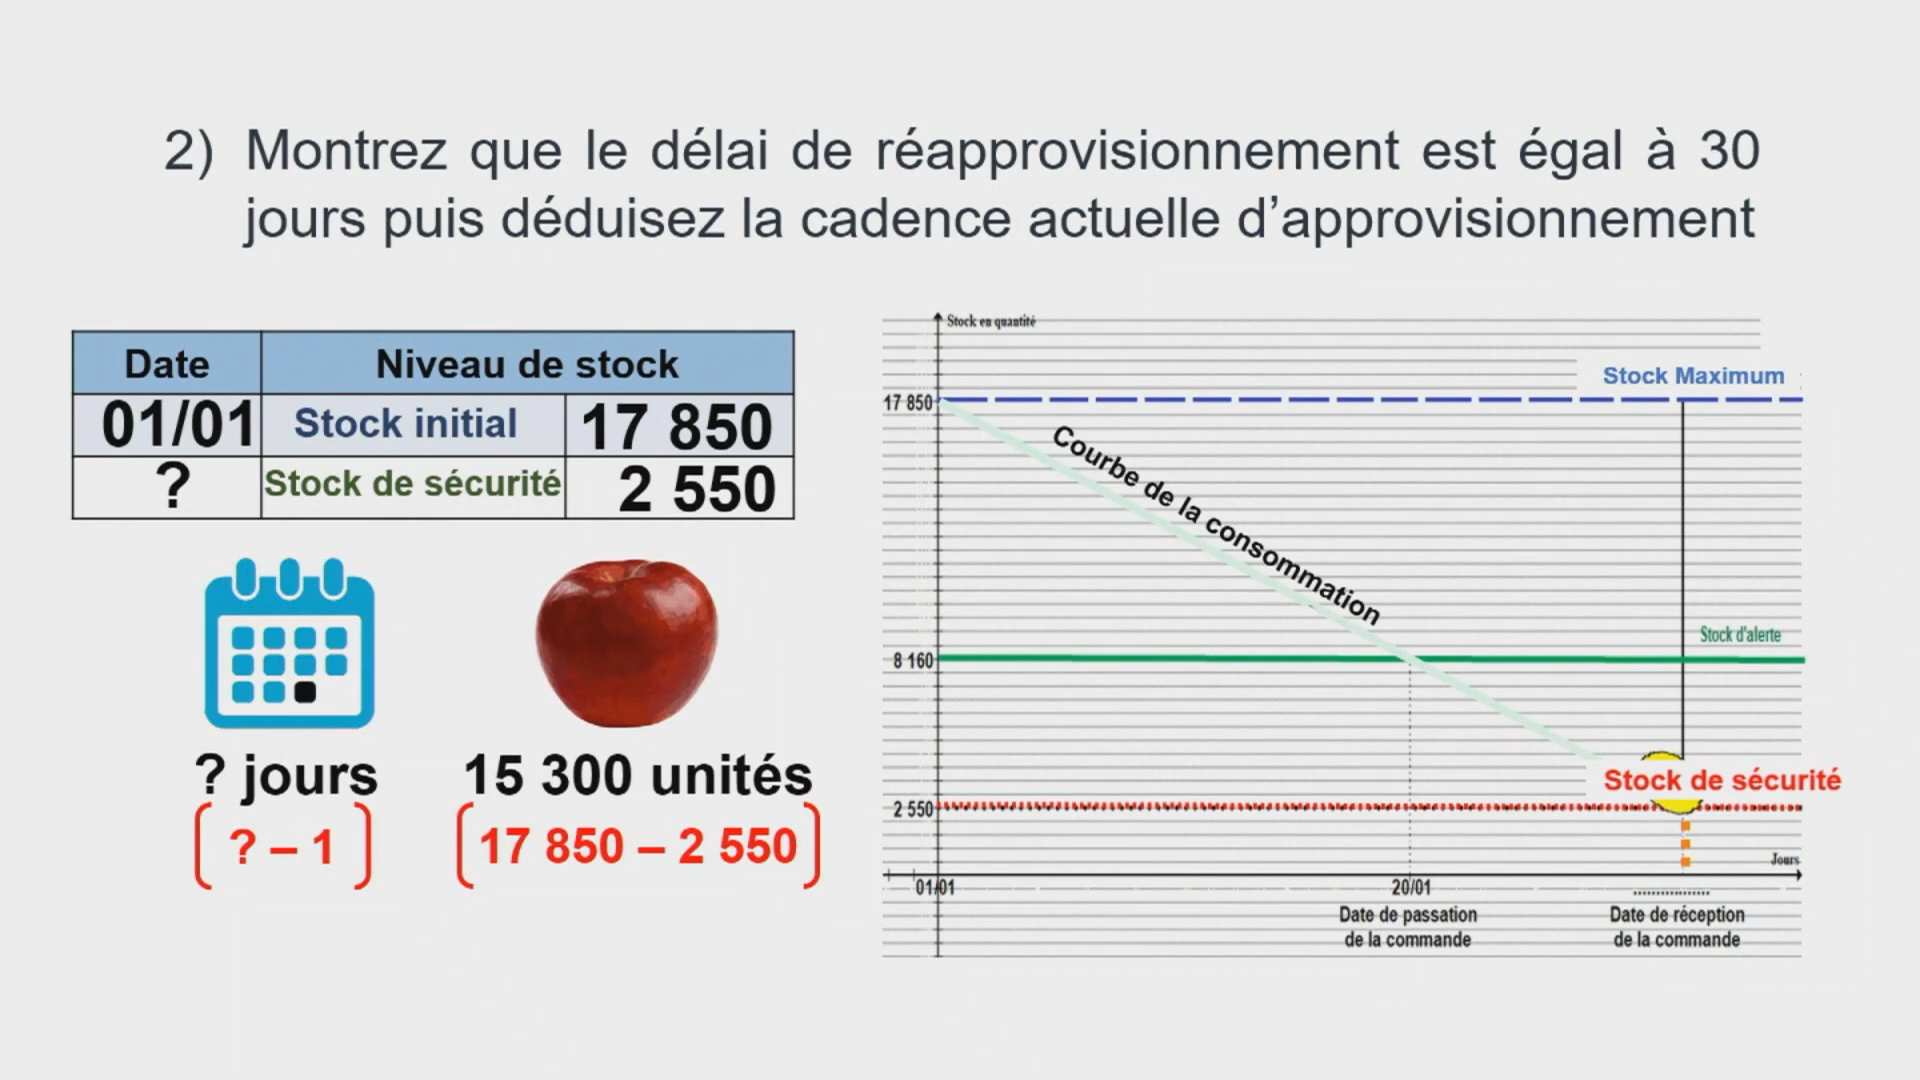 2) Montrez que le délai de réapprovisionnement est égal à 30
jours puis déduisez la cadence actuelle d’approvisionnement
Date Niveau de stock
01/01 Stock initial 17 850
? Stock de sécurité 2 550
? jours 15 300 unités
? – 1 17 850 – 2 550
Stock en quantité
Stock Maximum
17 850
Courbe de la consommation
Stock d'alerte
8 160
Stock de sécurité
2 550
Jours
01/01 20/01 .................
Date de passation
de la commande
Date de réception
de la commande